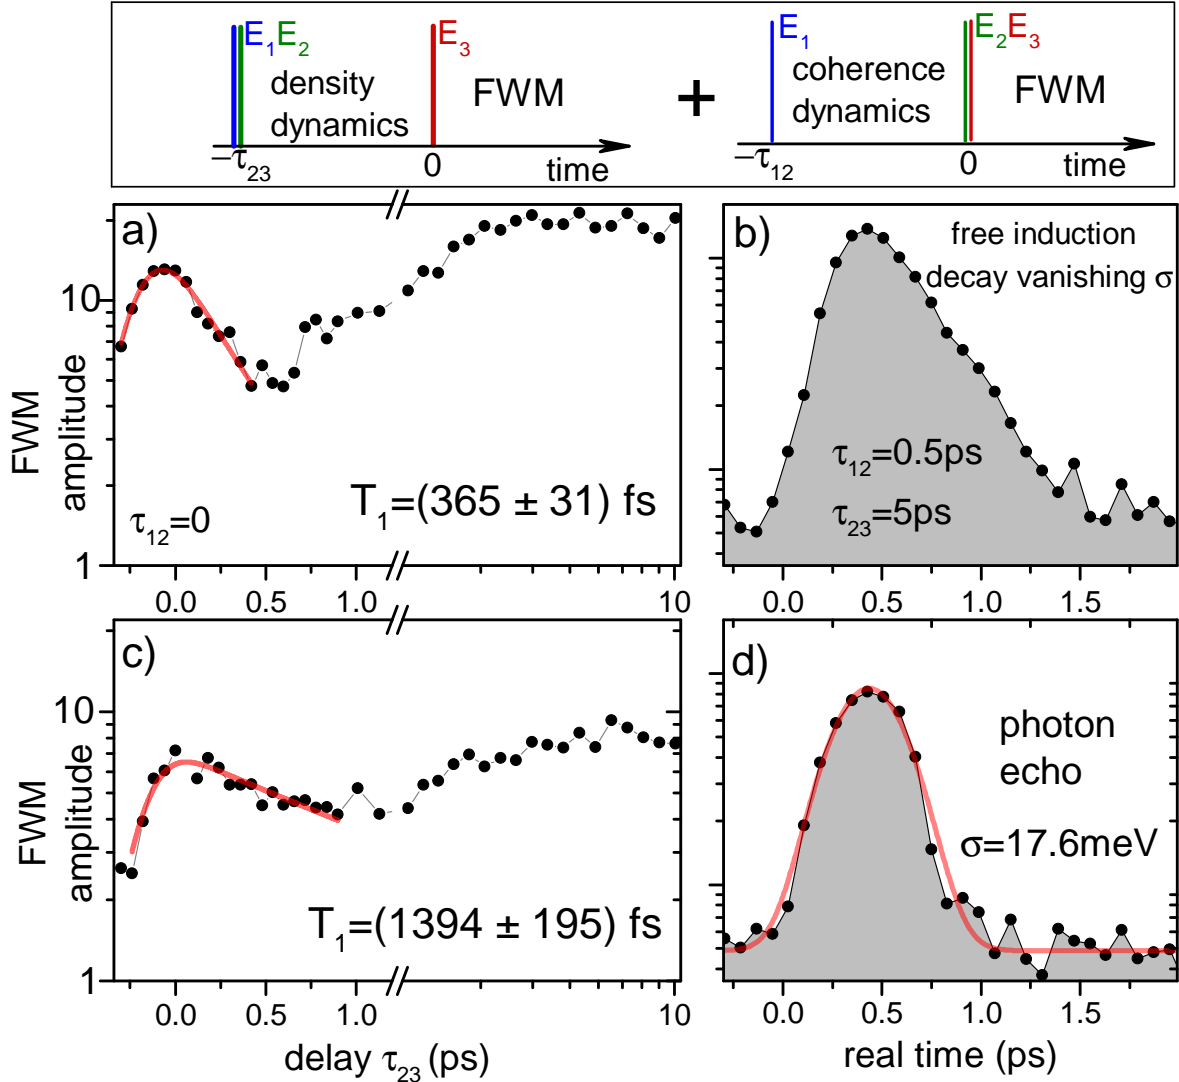 E₁E₂ E₃ E₁ E₂E₃
density dynamics FWM + coherence dynamics FWM
−τ₂₃ 0 time −τ₁₂ 0 time
a)
10
1
FWM amplitude
τ₁₂=0
T₁=(365 ± 31) fs
0.0 0.5 1.0 10
b)
free induction
decay vanishing σ
τ₁₂=0.5ps
τ₂₃=5ps
0.0 0.5 1.0 1.5
c)
10
1
FWM amplitude
T₁=(1394 ± 195) fs
0.0 0.5 1.0 10
delay τ₂₃ (ps)
d)
photon
echo
σ=17.6meV
0.0 0.5 1.0 1.5
real time (ps)